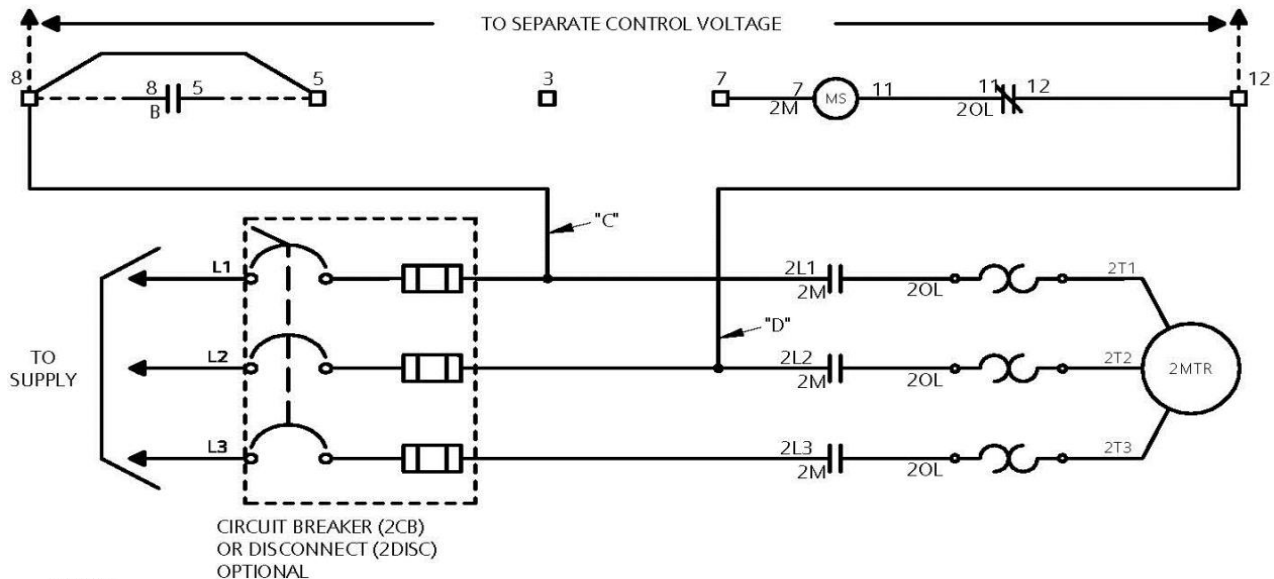 TO SEPARATE CONTROL VOLTAGE
8 8 5 5 3 7 7 11 11 12 12
B 2M MS 2OL
"C"
L1 2L1 2T1
2M 2OL
"D"
TO SUPPLY
L2 2L2 2T2
2M 2OL
2MTR
L3 2L3 2T3
2M 2OL
CIRCUIT BREAKER (2CB)
OR DISCONNECT (2DISC)
OPTIONAL